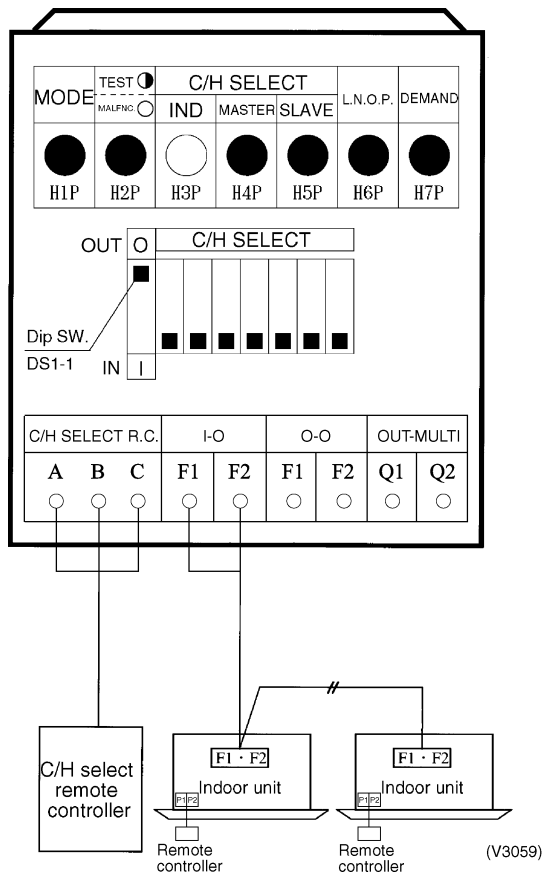 MODE
TEST
MALFNC.
C/H SELECT
IND
MASTER
SLAVE
L.N.O.P.
DEMAND
H1P H2P H3P H4P H5P H6P H7P
OUT O
C/H SELECT
Dip SW.
DS1-1
IN I
C/H SELECT R.C. I-O O-O OUT-MULTI
A B C F1 F2 F1 F2 Q1 Q2
C/H select
remote
controller
F1 · F2
Indoor unit
P1 P2
Remote
controller
F1 · F2
Indoor unit
P1 P2
Remote
controller
(V3059)